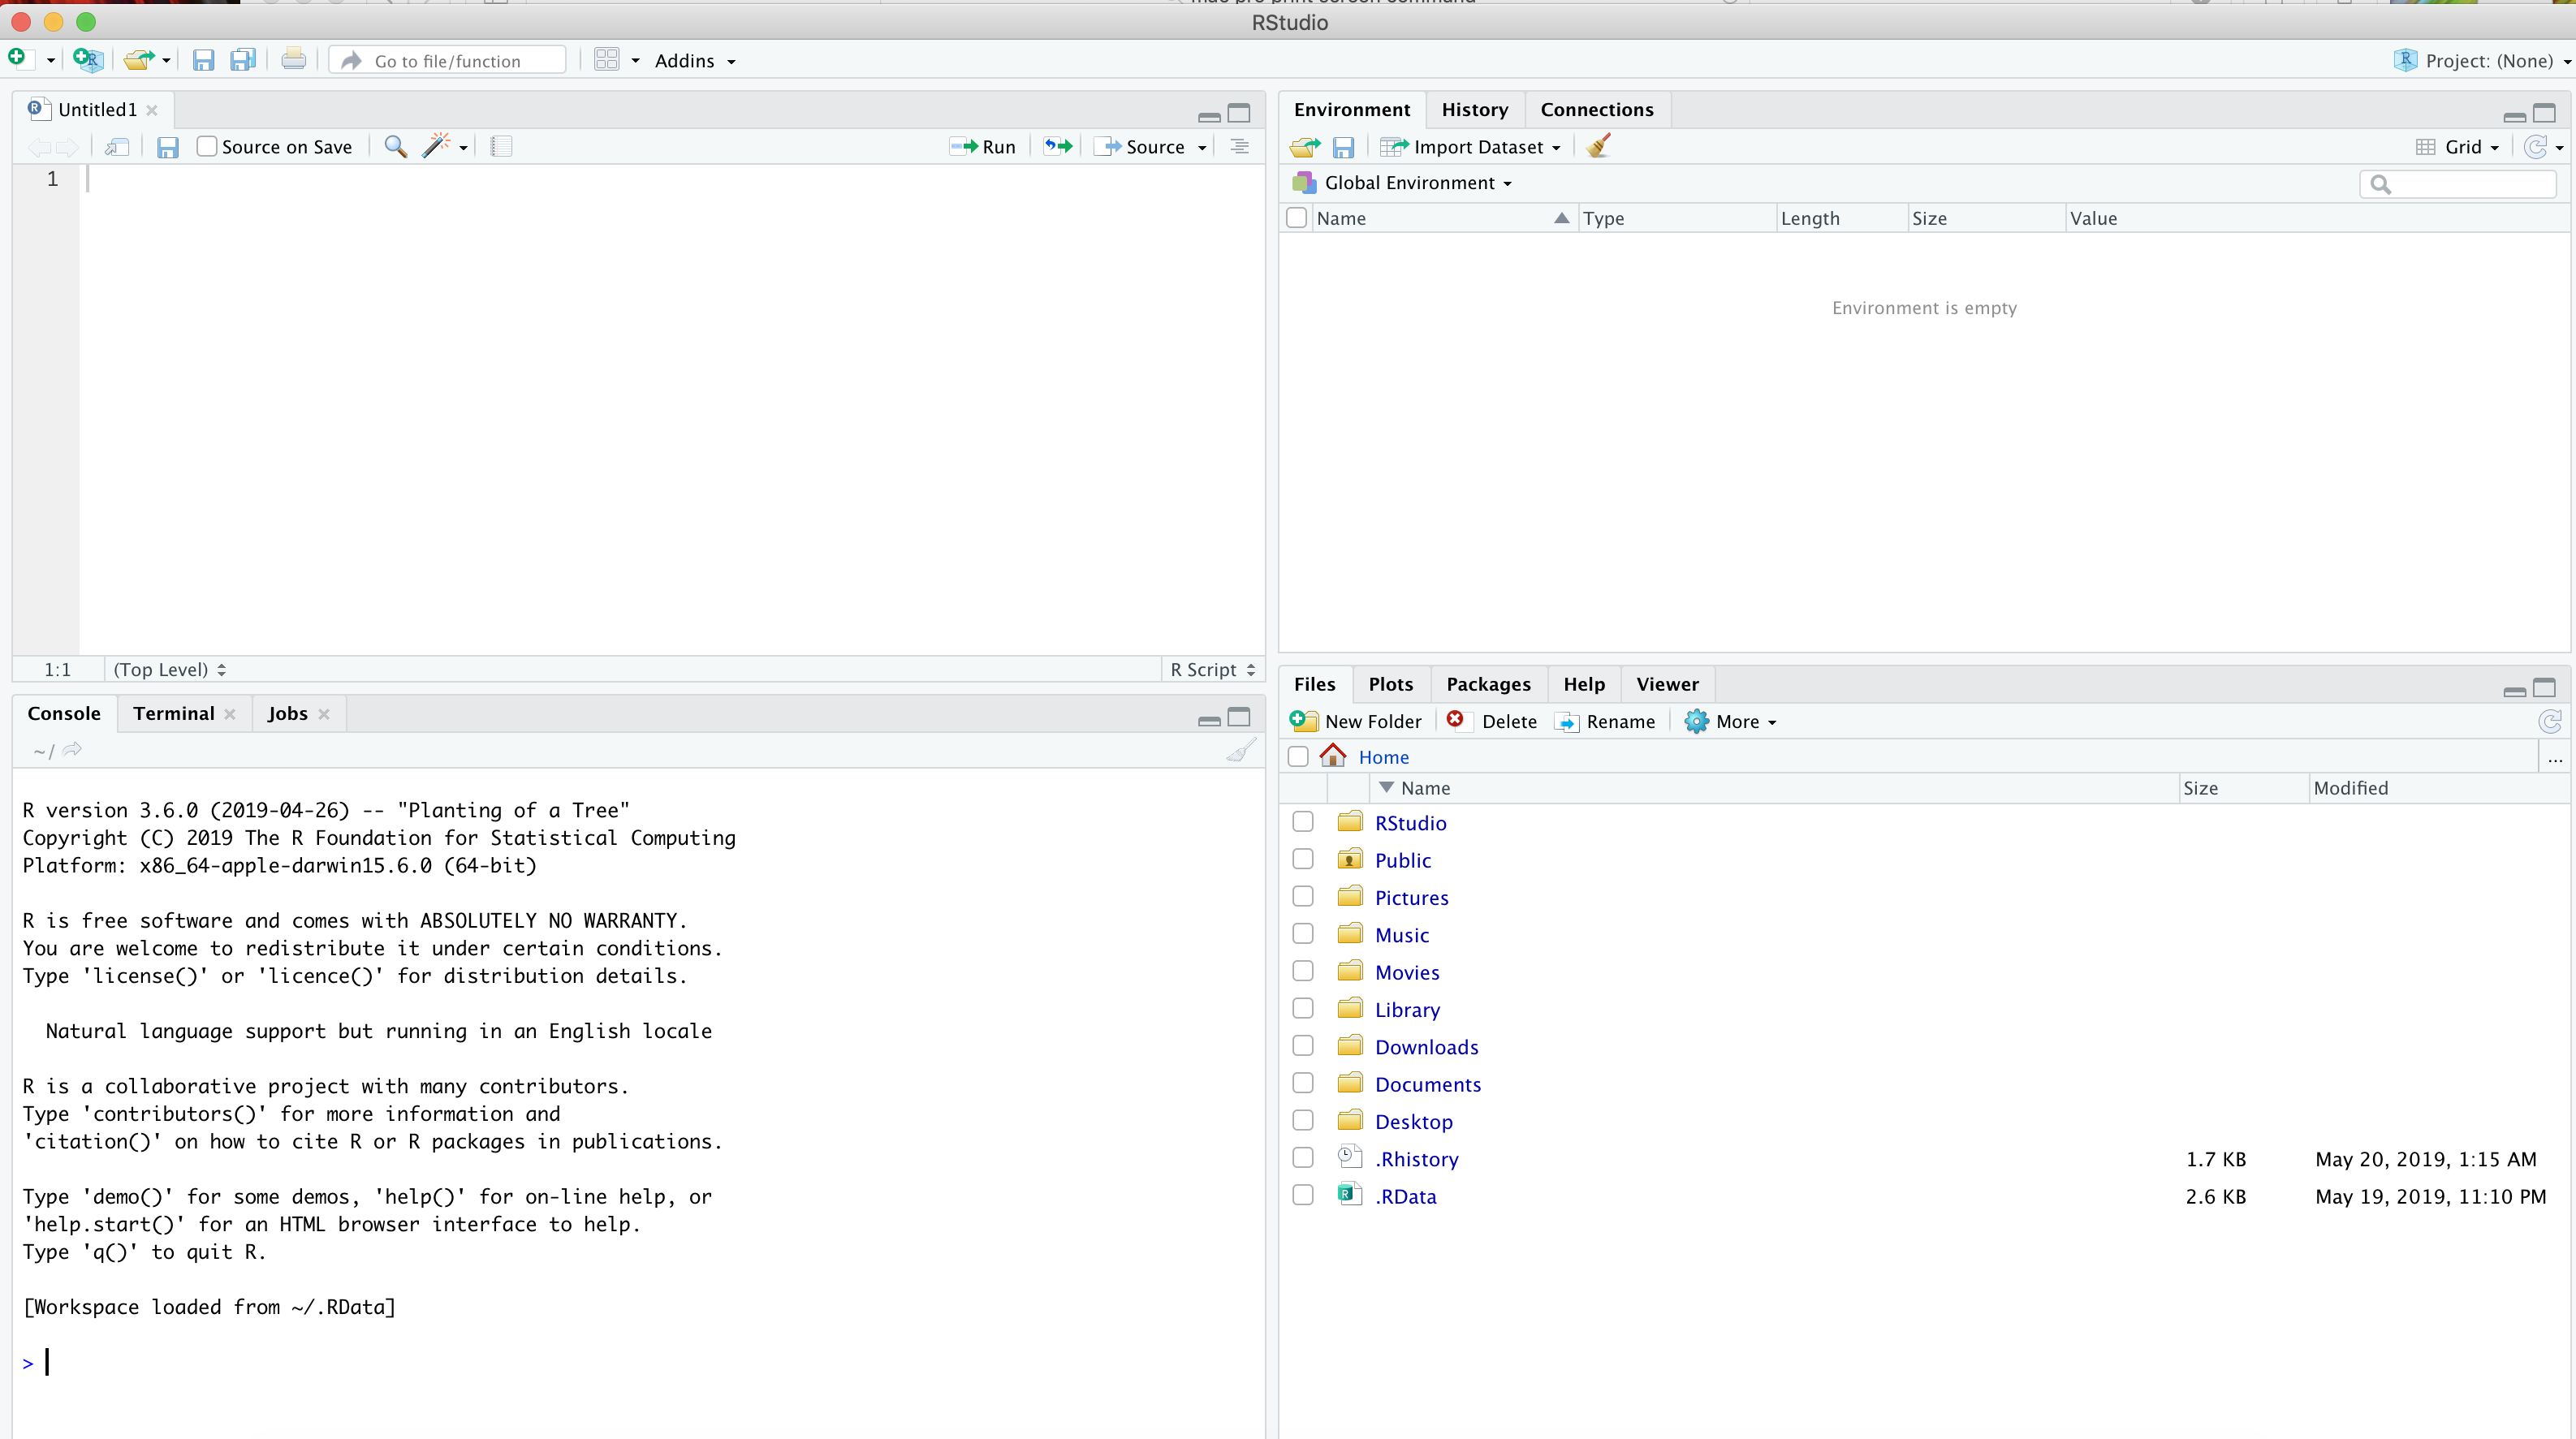 RStudio
Go to file/function
Addins
Project: (None)
Untitled1
Source on Save
Run
Source
1
1:1
(Top Level)
R Script
Console
Terminal
Jobs
~/
R version 3.6.0 (2019-04-26) -- "Planting of a Tree"
Copyright (C) 2019 The R Foundation for Statistical Computing
Platform: x86_64-apple-darwin15.6.0 (64-bit)
R is free software and comes with ABSOLUTELY NO WARRANTY.
You are welcome to redistribute it under certain conditions.
Type 'license()' or 'licence()' for distribution details.
Natural language support but running in an English locale
R is a collaborative project with many contributors.
Type 'contributors()' for more information and
'citation()' on how to cite R or R packages in publications.
Type 'demo()' for some demos, 'help()' for on-line help, or
'help.start()' for an HTML browser interface to help.
Type 'q()' to quit R.
[Workspace loaded from ~/.RData]
>
Environment
History
Connections
Import Dataset
Grid
Global Environment
Name
Type
Length
Size
Value
Environment is empty
Files
Plots
Packages
Help
Viewer
New Folder
Delete
Rename
More
Home
...
Name
Size
Modified
RStudio
Public
Pictures
Music
Movies
Library
Downloads
Documents
Desktop
.Rhistory 1.7 KB May 20, 2019, 1:15 AM
.RData 2.6 KB May 19, 2019, 11:10 PM